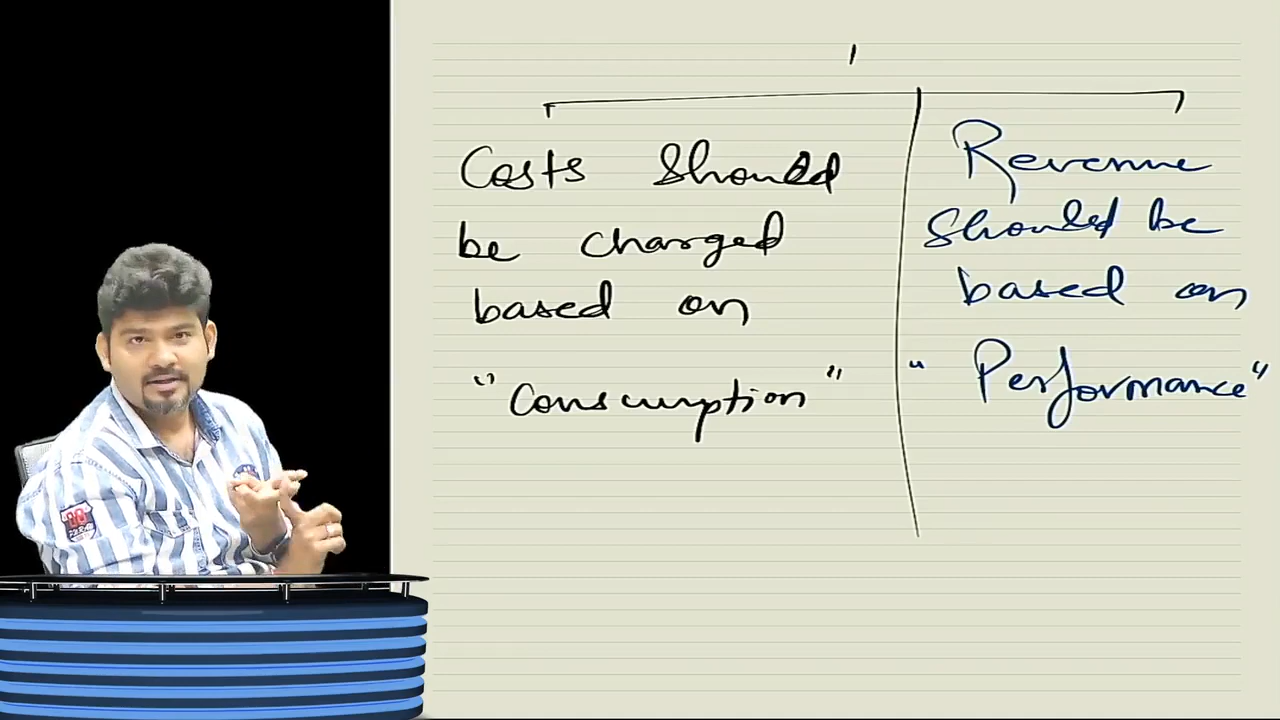 Costs should
be charged
based on
"Consumption"
Revenue
should be
based on
"Performance"